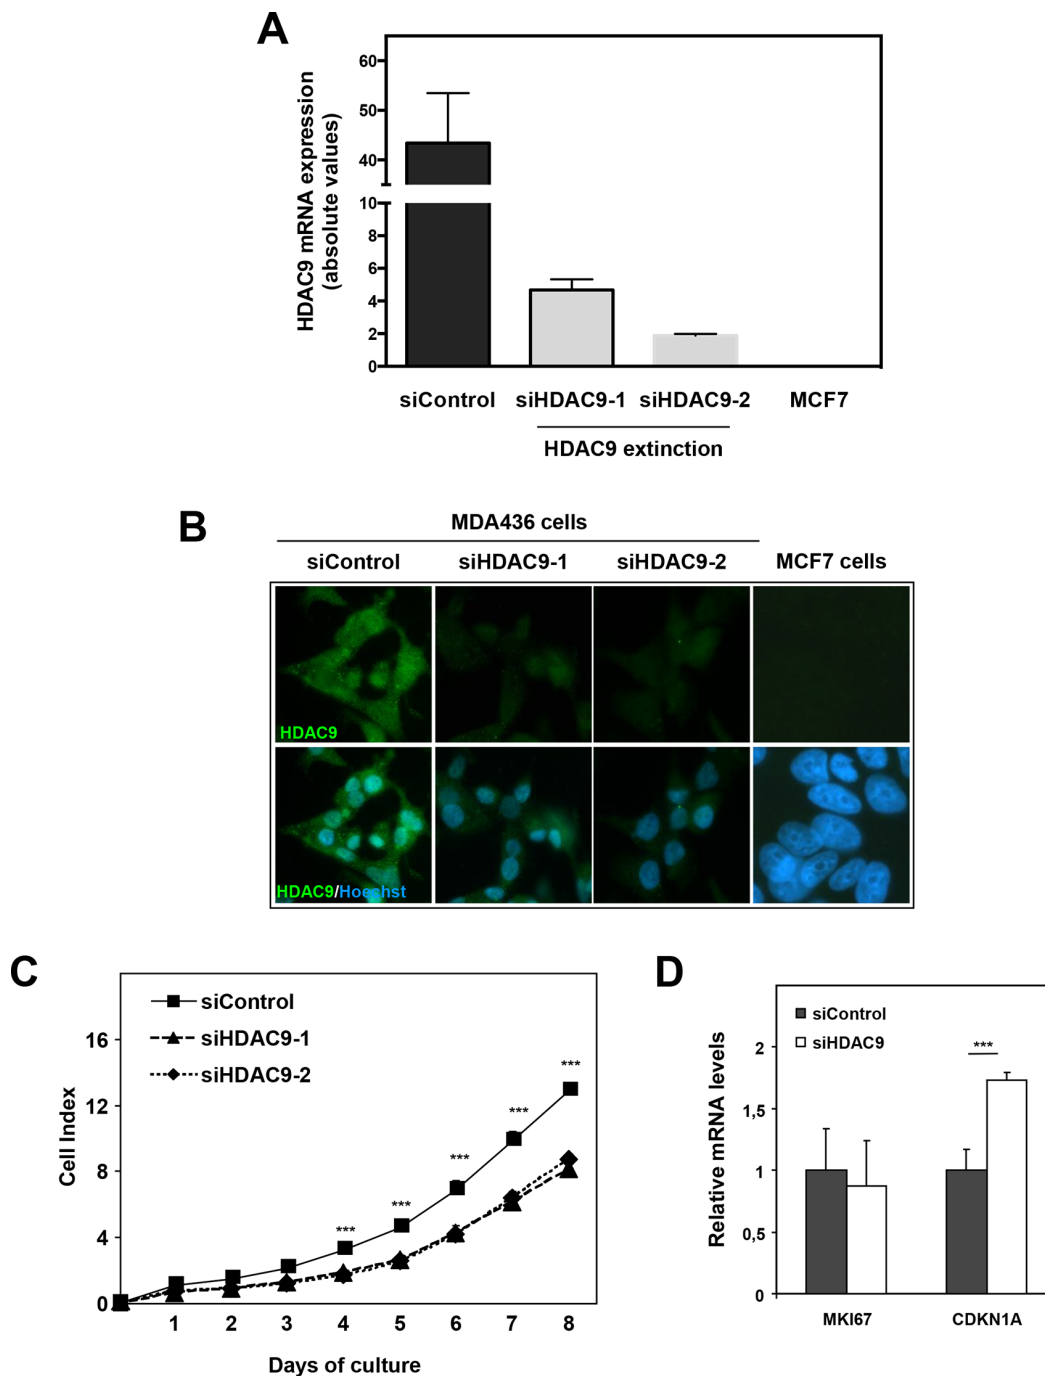 A
HDAC9 mRNA expression
(absolute values)
60
50
40
10
8
6
4
2
0
siControl siHDAC9-1 siHDAC9-2 MCF7
HDAC9 extinction
B
MDA436 cells
siControl siHDAC9-1 siHDAC9-2 MCF7 cells
HDAC9
HDAC9/Hoechst
C
siControl
siHDAC9-1
siHDAC9-2
Cell Index
16
12
8
4
0
*** *** *** *** ***
1 2 3 4 5 6 7 8
Days of culture
D
siControl
siHDAC9
***
Relative mRNA levels
2
1,5
1
0,5
0
MKI67 CDKN1A